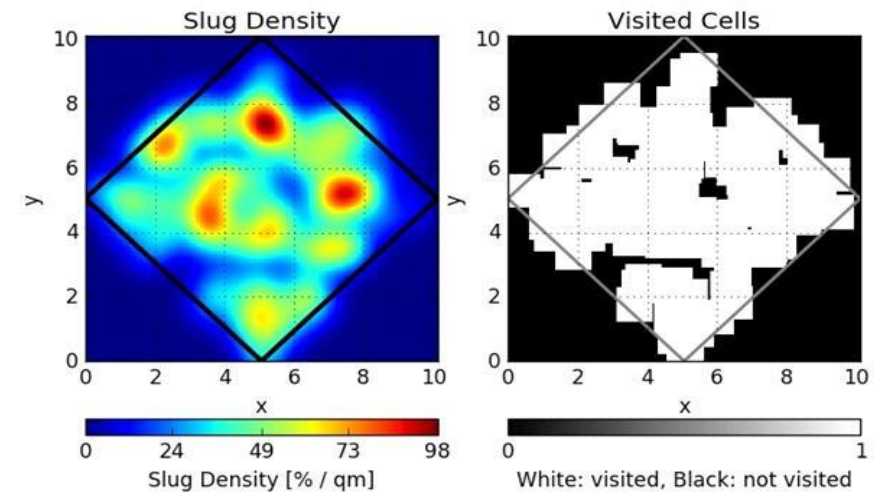 Slug Density
10
8
6
4
2
0
y
0 2 4 6 8 10
x
0 24 49 73 98
Slug Density [% / qm]
Visited Cells
10
8
6
4
2
0
y
0 2 4 6 8 10
x
0 1
White: visited, Black: not visited